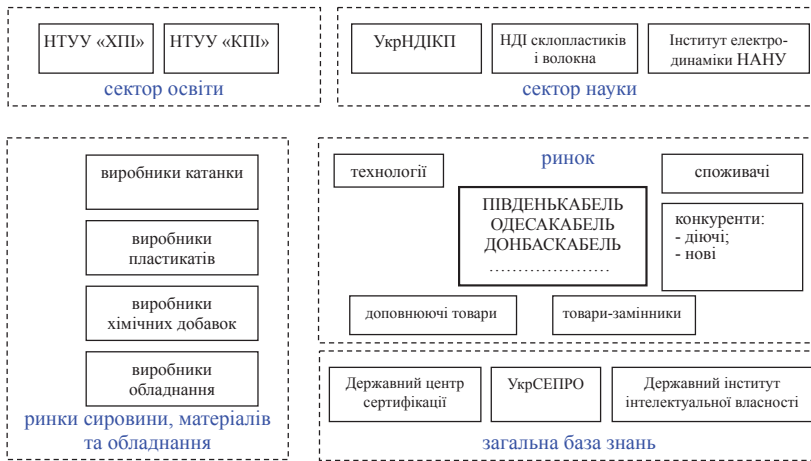 НТУУ «ХПІ»
НТУУ «КПІ»
сектор освіти
УкрНДІКП
НДІ склопластиків
і волокна
Інститут електро-
динаміки НАНУ
сектор науки
виробники катанки
виробники
пластикатів
виробники
хімічних добавок
виробники
обладнання
ринки сировини, матеріалів
та обладнання
ринок
технології
споживачі
ПІВДЕНЬКАБЕЛЬ
ОДЕСАКАБЕЛЬ
ДОНБАСКАБЕЛЬ
…………………
конкуренти:
- діючі;
- нові
доповнюючі товари
товари-замінники
Державний центр
сертифікації
УкрСЕПРО
Державний інститут
інтелектуальної власності
загальна база знань